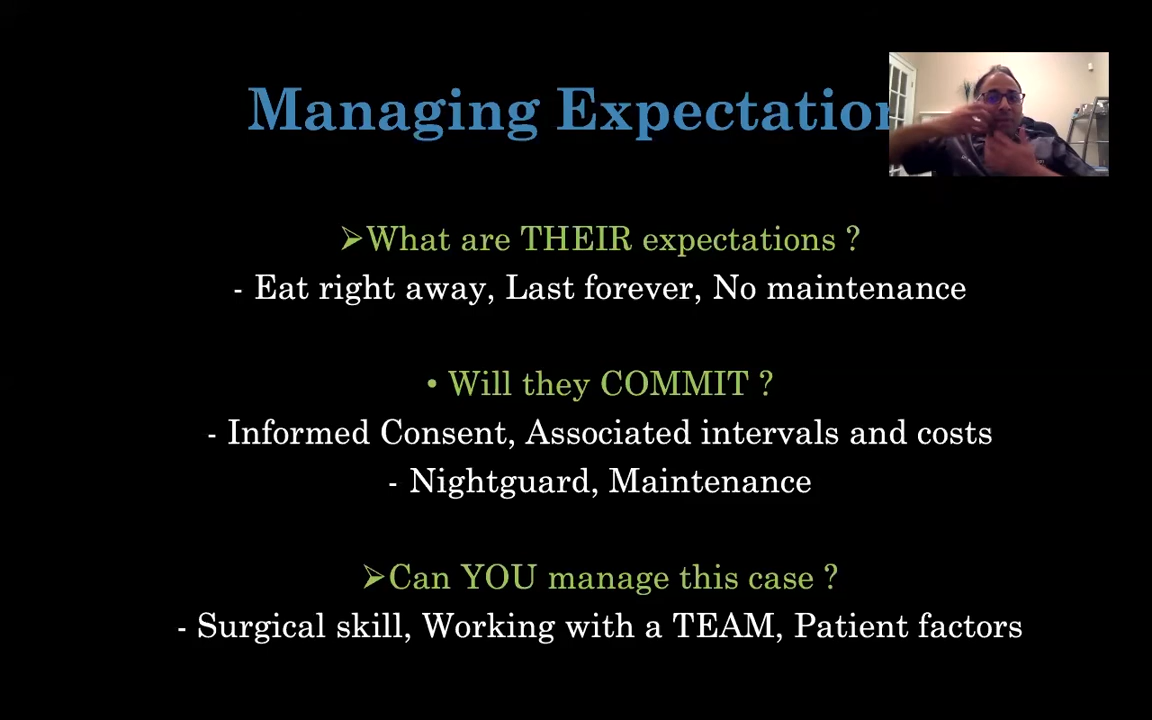 Managing Expectation
➢What are THEIR expectations ?
- Eat right away, Last forever, No maintenance
• Will they COMMIT ?
- Informed Consent, Associated intervals and costs
- Nightguard, Maintenance
➢Can YOU manage this case ?
- Surgical skill, Working with a TEAM, Patient factors